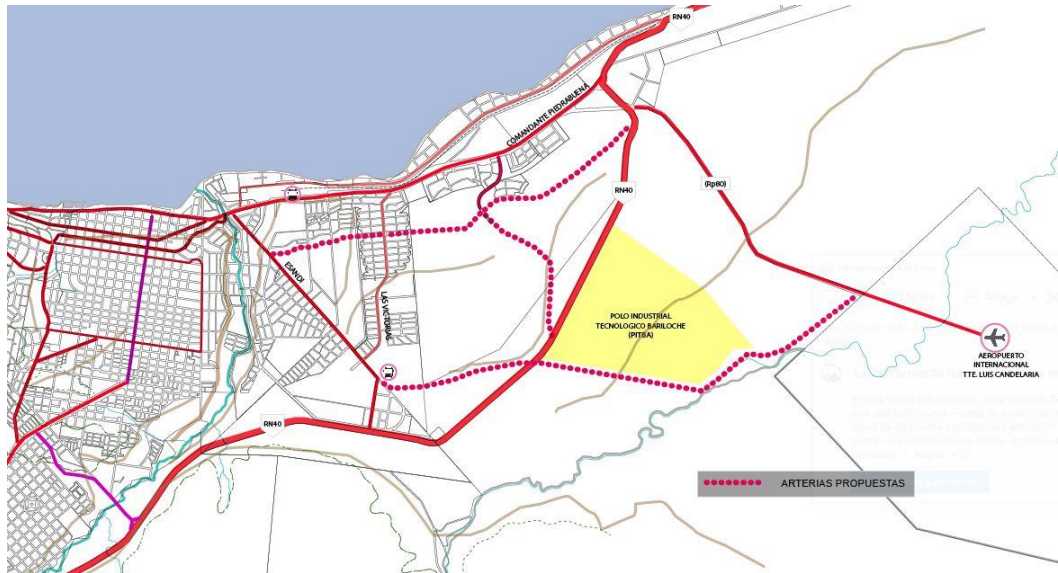 RN40
COMANDANTE PIEDRABUENA
RN40
(Rp80)
ESANDI
LAS VICTORIAS
POLO INDUSTRIAL
TECNOLOGICO BARILOCHE
(PITBA)
AEROPUERTO
INTERNACIONAL
TTE. LUIS CANDELARIA
RN40
ARTERIAS PROPUESTAS